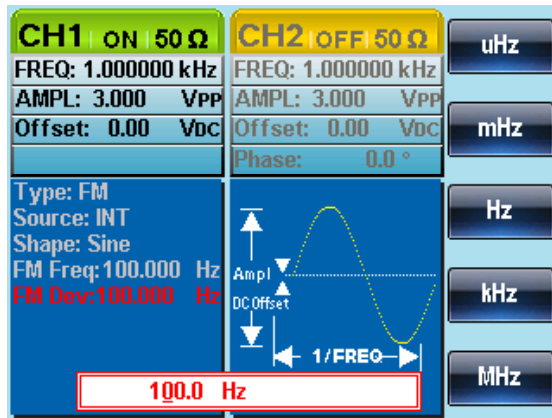 CH1 ON 50 Ω
FREQ: 1.000000 kHz
AMPL: 3.000 VPP
Offset: 0.00 VDC
CH2 OFF 50 Ω
FREQ: 1.000000 kHz
AMPL: 3.000 VPP
Offset: 0.00 VDC
Phase: 0.0 °
Type: FM
Source: INT
Shape: Sine
FM Freq:100.000 Hz
FM Dev:100.000 Hz
Ampl
DC Offset
1/FREQ
100.0 Hz
uHz
mHz
Hz
kHz
MHz